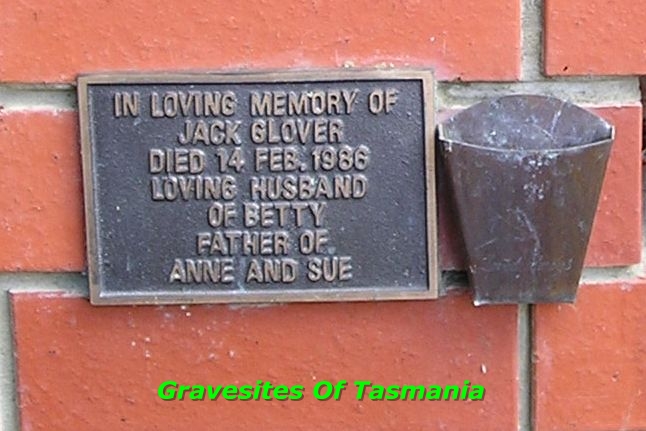 IN LOVING MEMORY OF
JACK GLOVER
DIED 14 FEB. 1986
LOVING HUSBAND
OF BETTY
FATHER OF
ANNE AND SUE
Gravesites Of Tasmania